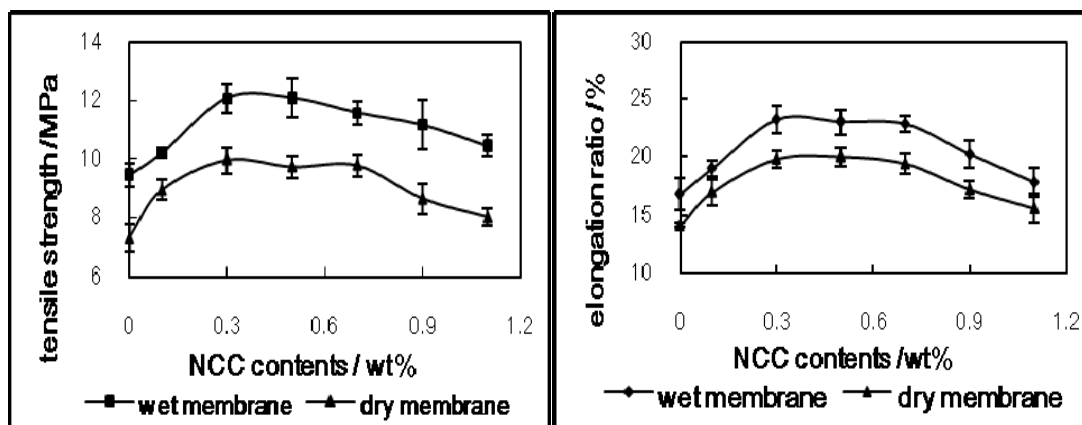 tensile strength /MPa
14
12
10
8
6
0 0.3 0.6 0.9 1.2
NCC contents / wt%
wet membrane dry membrane
elongation ratio /%
30
25
20
15
10
0 0.3 0.6 0.9 1.2
NCC contents /wt%
wet membrane dry membrane